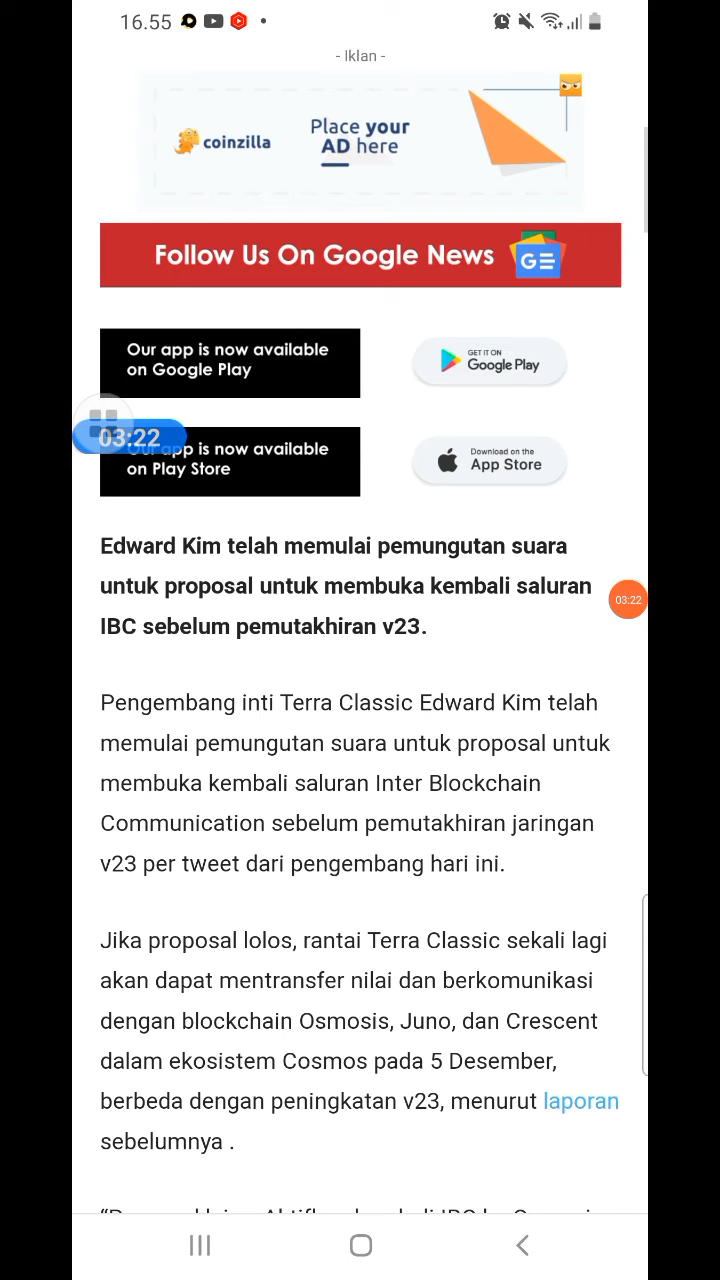 16.55
- Iklan -
coinzilla
Place your
AD here
Follow Us On Google News
GE
Our app is now available
on Google Play
GET IT ON
Google Play
03:22
app is now available
on Play Store
Download on the
App Store
Edward Kim telah memulai pemungutan suara
untuk proposal untuk membuka kembali saluran
03:22
IBC sebelum pemutakhiran v23.
Pengembang inti Terra Classic Edward Kim telah
memulai pemungutan suara untuk proposal untuk
membuka kembali saluran Inter Blockchain
Communication sebelum pemutakhiran jaringan
v23 per tweet dari pengembang hari ini.
Jika proposal lolos, rantai Terra Classic sekali lagi
akan dapat mentransfer nilai dan berkomunikasi
dengan blockchain Osmosis, Juno, dan Crescent
dalam ekosistem Cosmos pada 5 Desember,
berbeda dengan peningkatan v23, menurut laporan
sebelumnya .